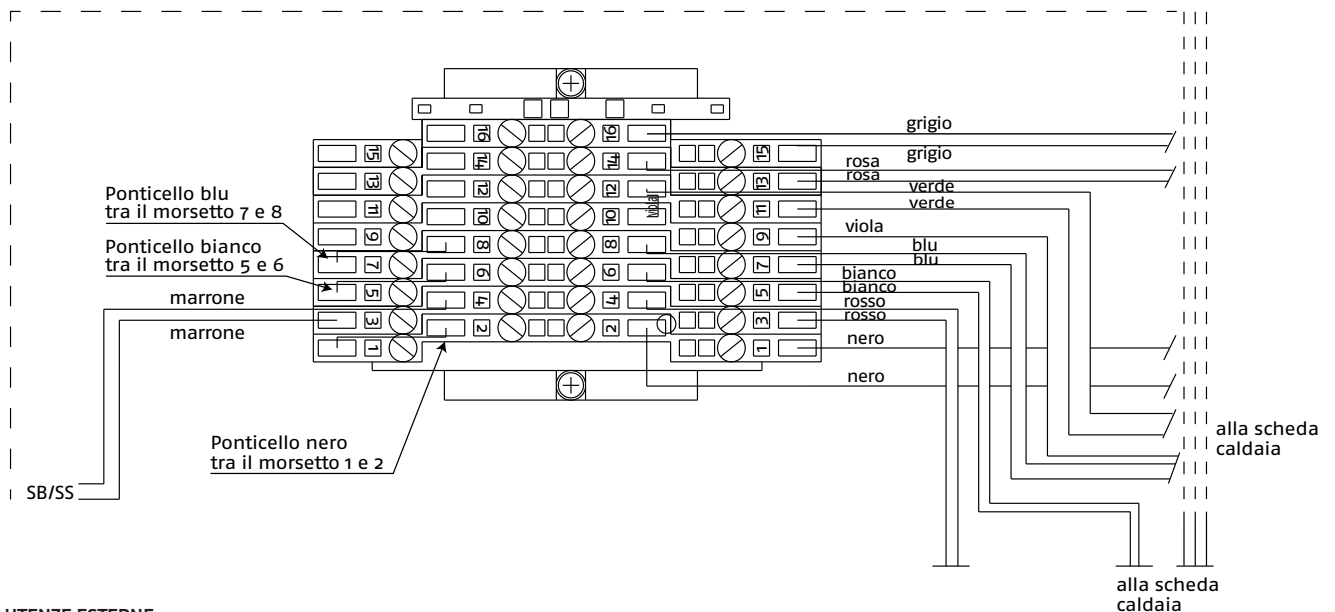 grigio
grigio
rosa
rosa
verde
verde
viola
viola
blu
blu
bianco
bianco
rosso
rosso
nero
nero
Ponticello blu
tra il morsetto 7 e 8
Ponticello bianco
tra il morsetto 5 e 6
marrone
marrone
Ponticello nero
tra il morsetto 1 e 2
SB/SS
16 16
15 15
14 14
13 13
12 12
11 11
10 10
9 9
8 8
7 7
6 6
5 5
4 4
3 3
2 2
1 1
alla scheda
caldaia
alla scheda
caldaia
UTENZE ESTERNE